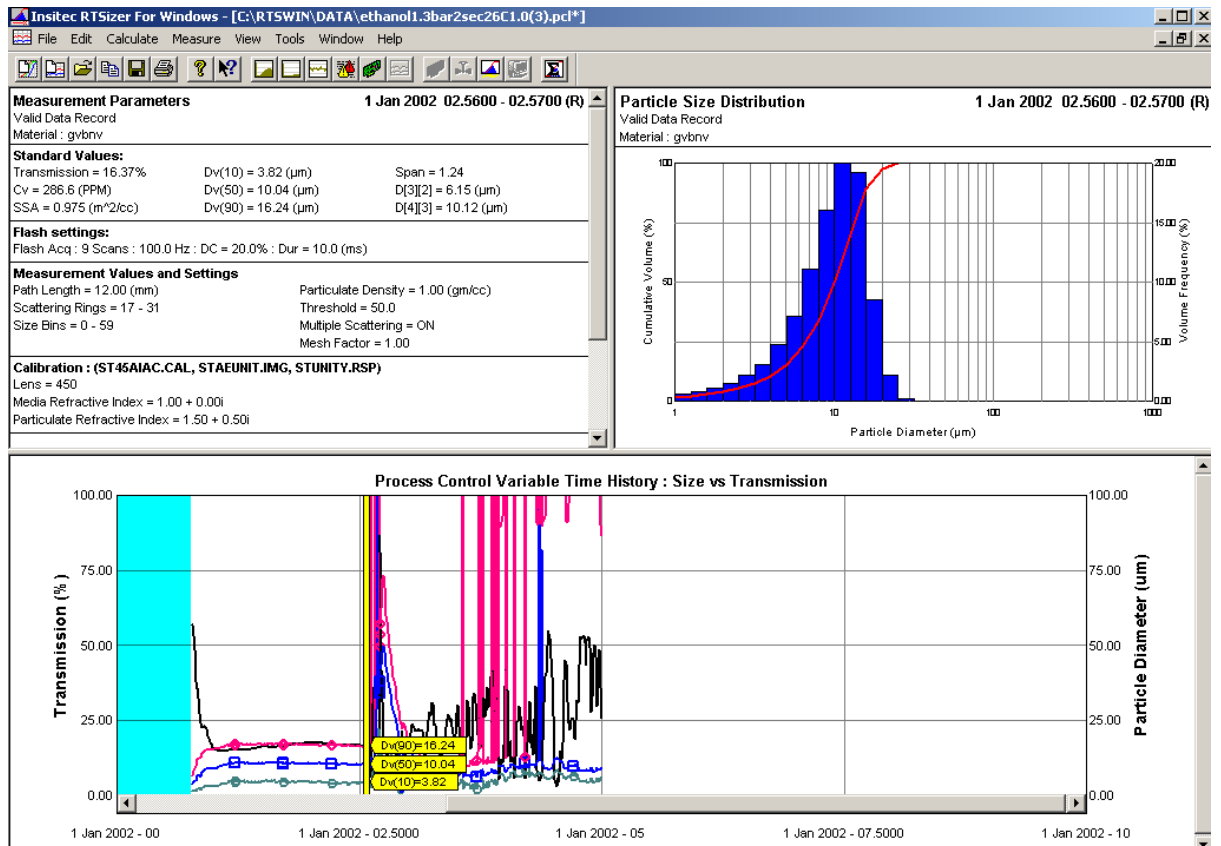 Insitec RTSizer For Windows - [C:\RTSWIN\DATA\ethanol1.3bar2sec26C1.0(3).pcl*]
File Edit Calculate Measure View Tools Window Help
Measurement Parameters 1 Jan 2002 02.5600 - 02.5700 (R)
Valid Data Record
Material : gvbnv
Standard Values:
Transmission = 16.37% Dv(10) = 3.82 (µm) Span = 1.24
Cv = 286.6 (PPM) Dv(50) = 10.04 (µm) D[3][2] = 6.15 (µm)
SSA = 0.975 (m^2/cc) Dv(90) = 16.24 (µm) D[4][3] = 10.12 (µm)
Flash settings:
Flash Acq : 9 Scans : 100.0 Hz : DC = 20.0% : Dur = 10.0 (ms)
Measurement Values and Settings
Path Length = 12.00 (mm) Particulate Density = 1.00 (gm/cc)
Scattering Rings = 17 - 31 Threshold = 50.0
Size Bins = 0 - 59 Multiple Scattering = ON
Mesh Factor = 1.00
Calibration : (ST45AIAC.CAL, STAEUNIT.IMG, STUNITY.RSP)
Lens = 450
Media Refractive Index = 1.00 + 0.00i
Particulate Refractive Index = 1.50 + 0.50i
Particle Size Distribution 1 Jan 2002 02.5600 - 02.5700 (R)
Valid Data Record
Material : gvbnv
100 20.00
15.00
50 10.00
5.00
0 0.00
Cumulative Volume (%)
Volume Frequency (%)
1 10 100 1000
Particle Diameter (µm)
Process Control Variable Time History : Size vs Transmission
100.00 100.00
75.00 75.00
50.00 50.00
25.00 25.00
0.00 0.00
Transmission (%)
Particle Diameter (um)
Dv(90)=16.24
Dv(50)=10.04
Dv(10)=3.82
1 Jan 2002 - 00 1 Jan 2002 - 02.5000 1 Jan 2002 - 05 1 Jan 2002 - 07.5000 1 Jan 2002 - 10